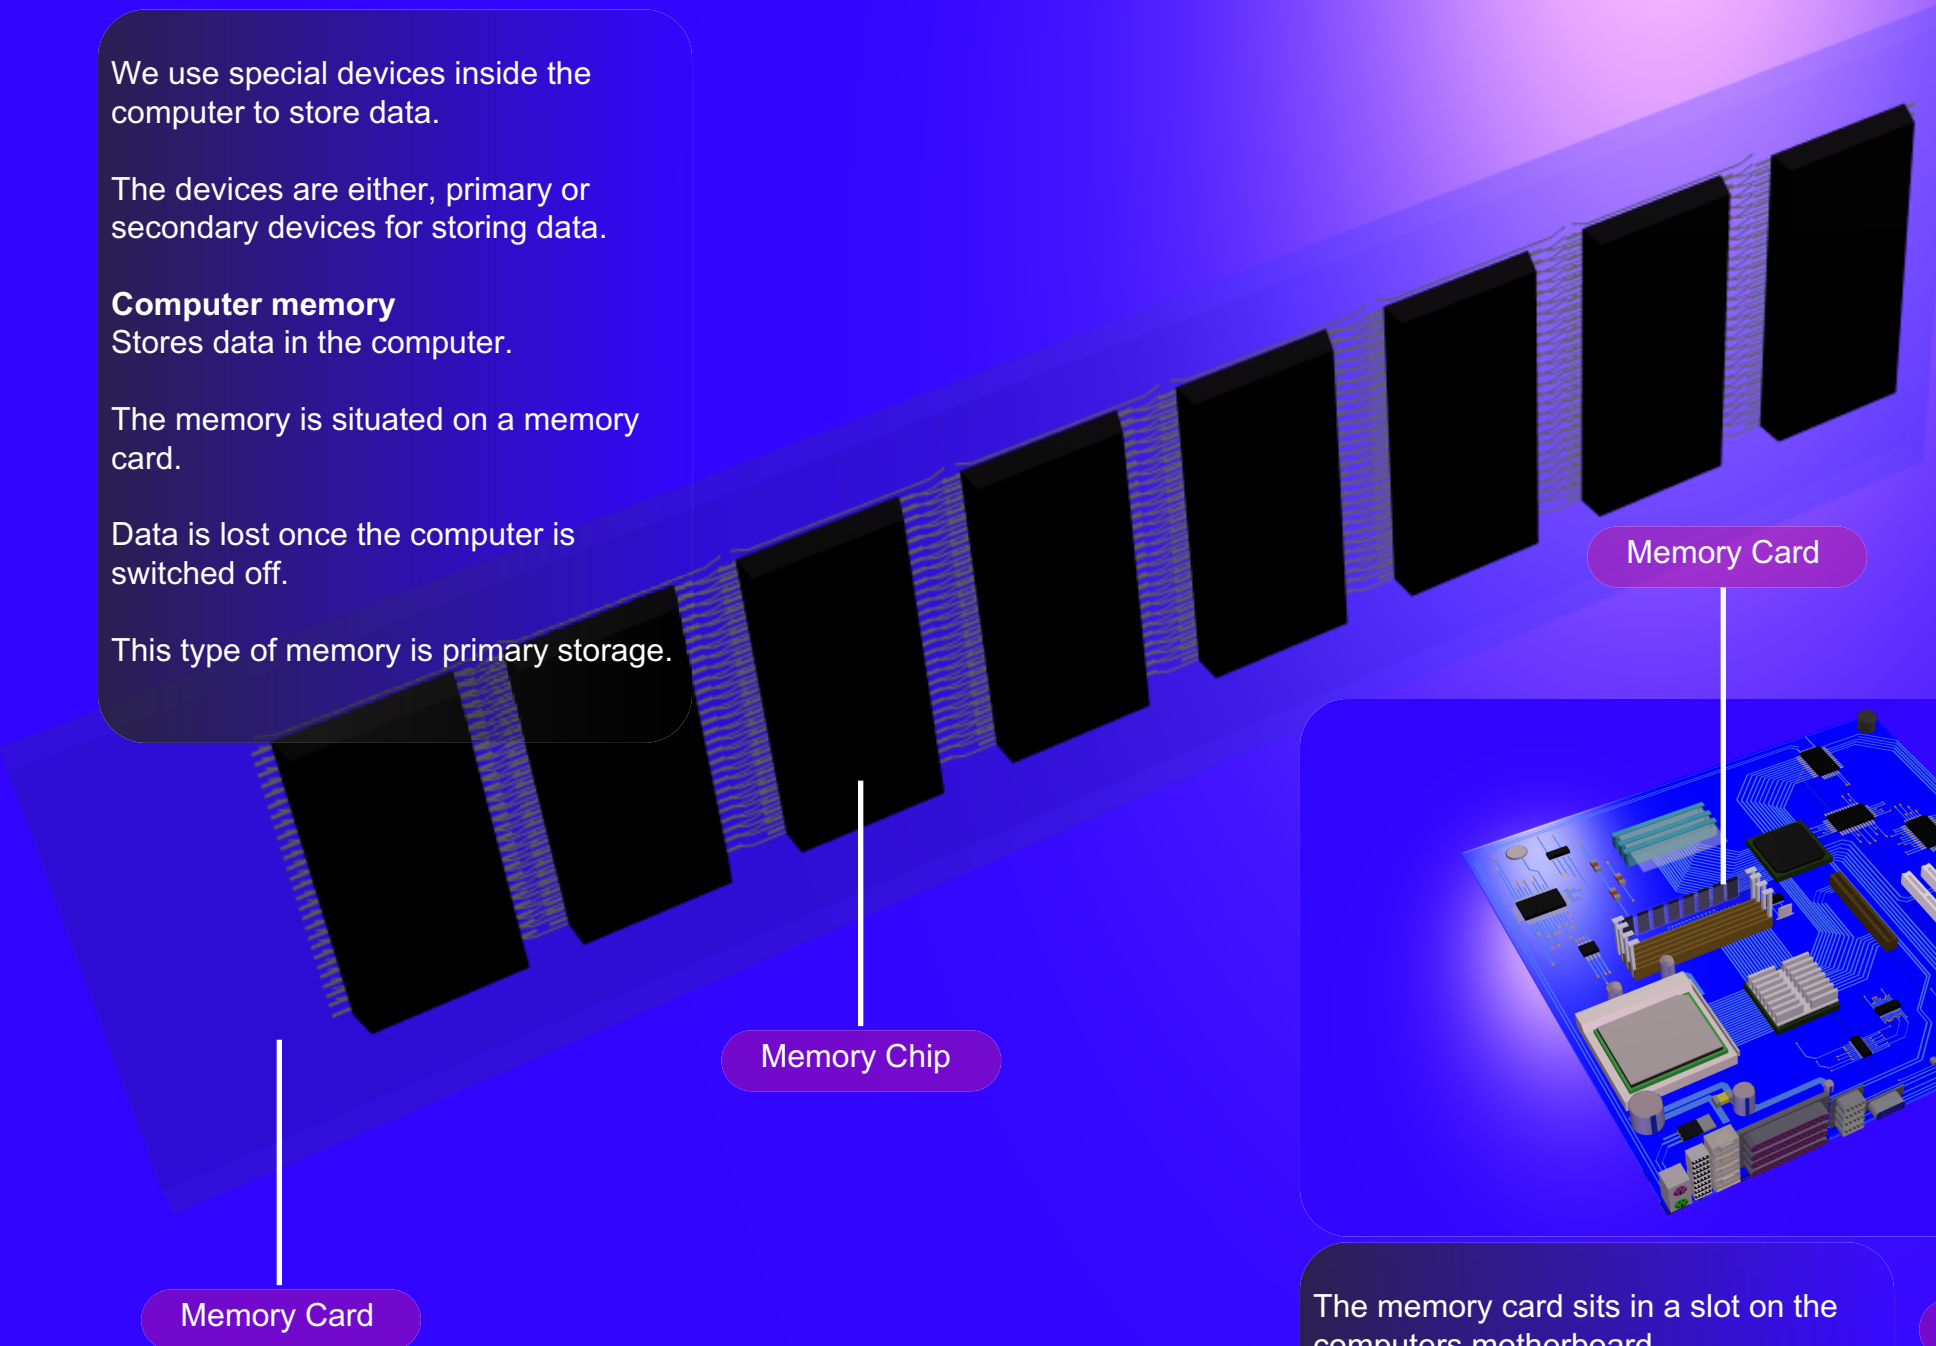 We use special devices inside the
computer to store data.
The devices are either, primary or
secondary devices for storing data.
Computer memory
Stores data in the computer.
The memory is situated on a memory
card.
Data is lost once the computer is
switched off.
This type of memory is primary storage.
Memory Card
Memory Chip
Memory Card
The memory card sits in a slot on the
computers motherboard